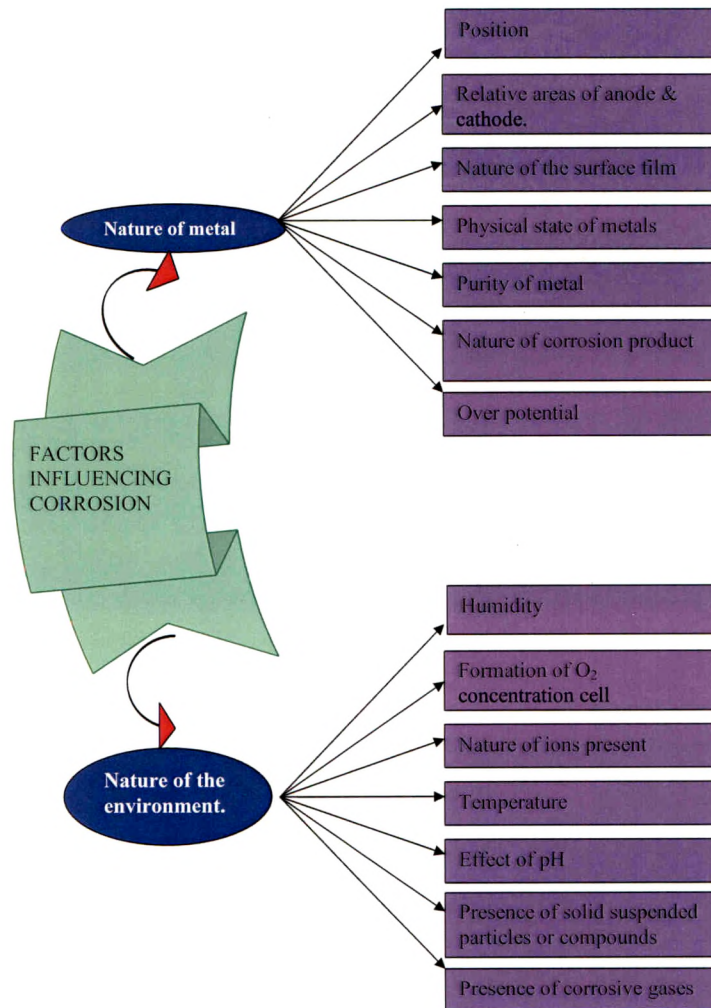 FACTORS
INFLUENCING
CORROSION
Nature of metal
Position
Relative areas of anode &
cathode.
Nature of the surface film
Physical state of metals
Purity of metal
Nature of corrosion product
Over potential
Nature of the
environment.
Humidity
Formation of O₂
concentration cell
Nature of ions present
Temperature
Effect of pH
Presence of solid suspended
particles or compounds
Presence of corrosive gases